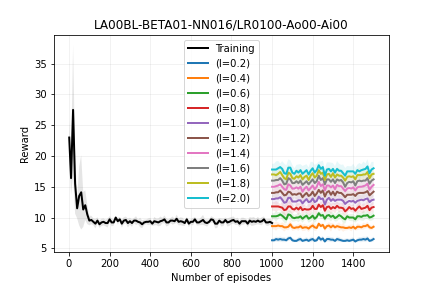 LA00BL-BETA01-NN016/LR0100-Ao00-Ai00
Reward
35
30
25
20
15
10
5
Training
(l=0.2)
(l=0.4)
(l=0.6)
(l=0.8)
(l=1.0)
(l=1.2)
(l=1.4)
(l=1.6)
(l=1.8)
(l=2.0)
0 200 400 600 800 1000 1200 1400
Number of episodes